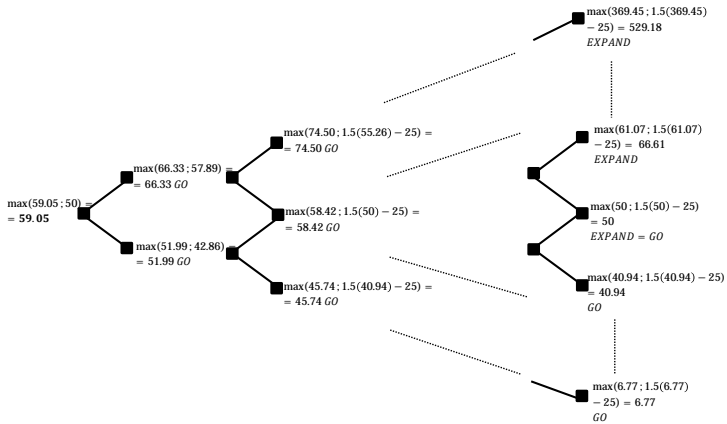 max(369.45; 1.5(369.45)
− 25) = 529.18
EXPAND
max(74.50; 1.5(55.26) − 25) =
= 74.50 GO
max(61.07; 1.5(61.07)
− 25) = 66.61
EXPAND
max(66.33; 57.89) =
= 66.33 GO
max(59.05; 50) =
= 59.05
max(58.42; 1.5(50) − 25) =
= 58.42 GO
max(50; 1.5(50) − 25)
= 50
EXPAND = GO
max(51.99; 42.86) =
= 51.99 GO
max(45.74; 1.5(40.94) − 25) =
= 45.74 GO
max(40.94; 1.5(40.94) − 25)
= 40.94
GO
max(6.77; 1.5(6.77)
− 25) = 6.77
GO